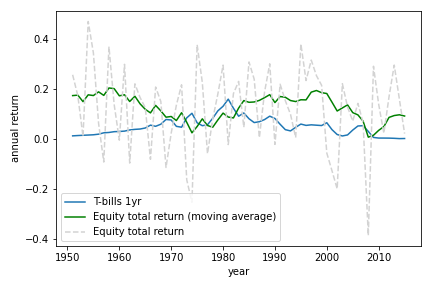 annual return
0.4
0.2
0.0
−0.2
−0.4
T-bills 1yr
Equity total return (moving average)
Equity total return
1950 1960 1970 1980 1990 2000 2010
year